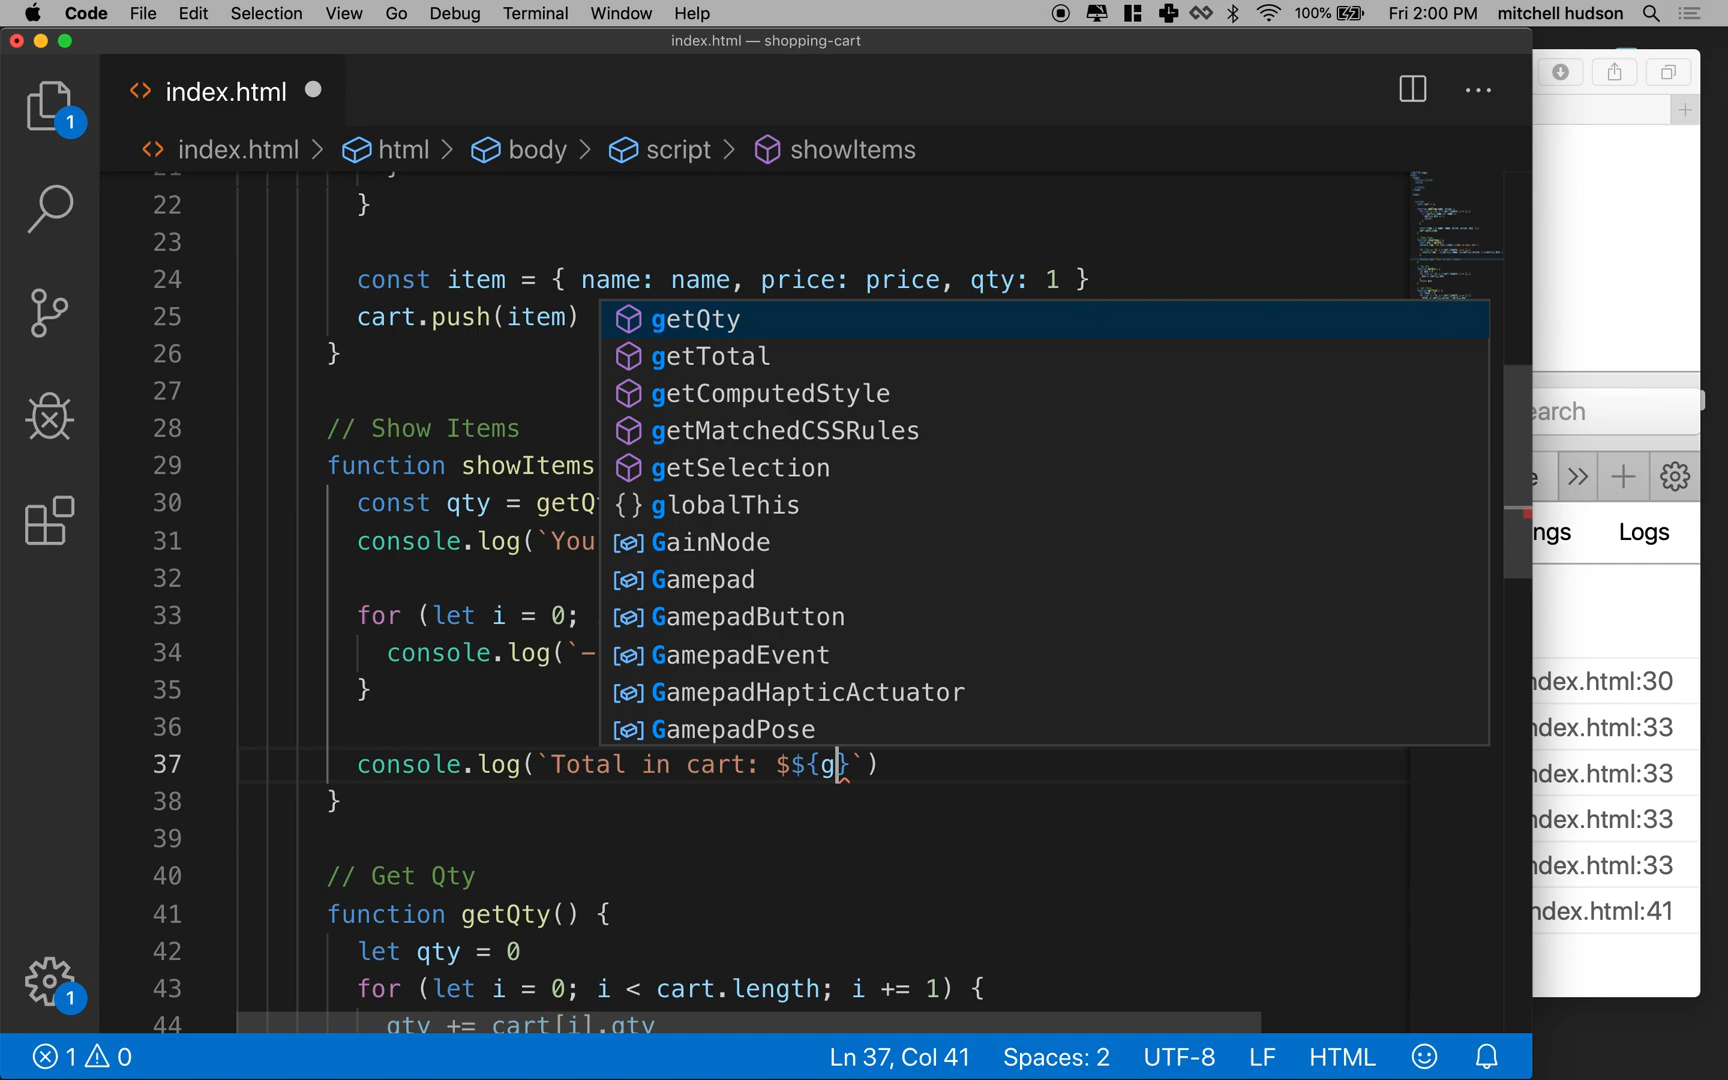 Code File Edit Selection View Go Debug Terminal Window Help 100% Fri 2:00 PM mitchell hudson
index.html — shopping-cart
<> index.html
<> index.html > html > body > script > showItems
1
22 }
23
24 const item = { name: name, price: price, qty: 1 }
25 cart.push(item)
26 }
27
28 // Show Items
29 function showItems
30 const qty = getQ
31 console.log(`You
32
33 for (let i = 0;
34 console.log(`-
35 }
36
37 console.log(`Total in cart: $${g}`)
38 }
39
40 // Get Qty
41 function getQty() {
42 let qty = 0
43 for (let i = 0; i < cart.length; i += 1) {
44 qty += cart[i].qty
getQty
getTotal
getComputedStyle
getMatchedCSSRules
getSelection
{} globalThis
GainNode
Gamepad
GamepadButton
GamepadEvent
GamepadHapticActuator
GamepadPose
earch
e >> +
ngs Logs
ndex.html:30
ndex.html:33
ndex.html:33
ndex.html:33
ndex.html:33
ndex.html:41
1
1 0 Ln 37, Col 41 Spaces: 2 UTF-8 LF HTML